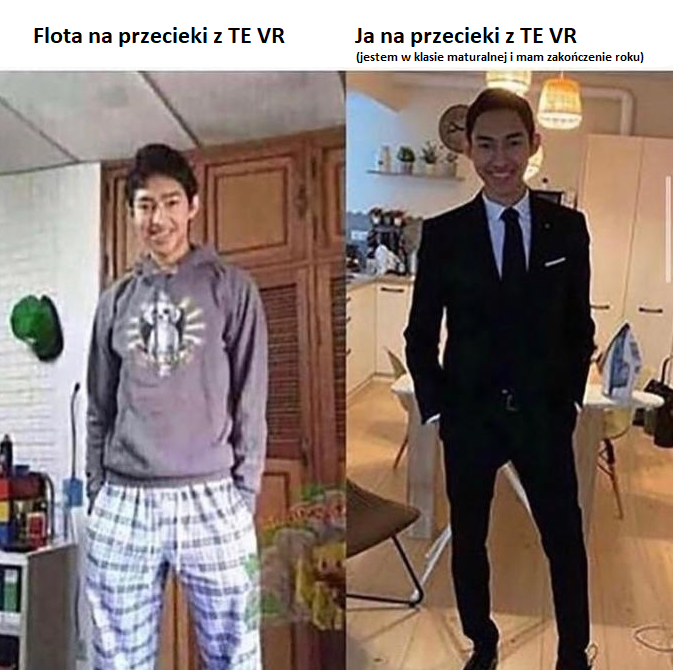 Flota na przecieki z TE VR
Ja na przecieki z TE VR
(jestem w klasie maturalnej i mam zakończenie roku)